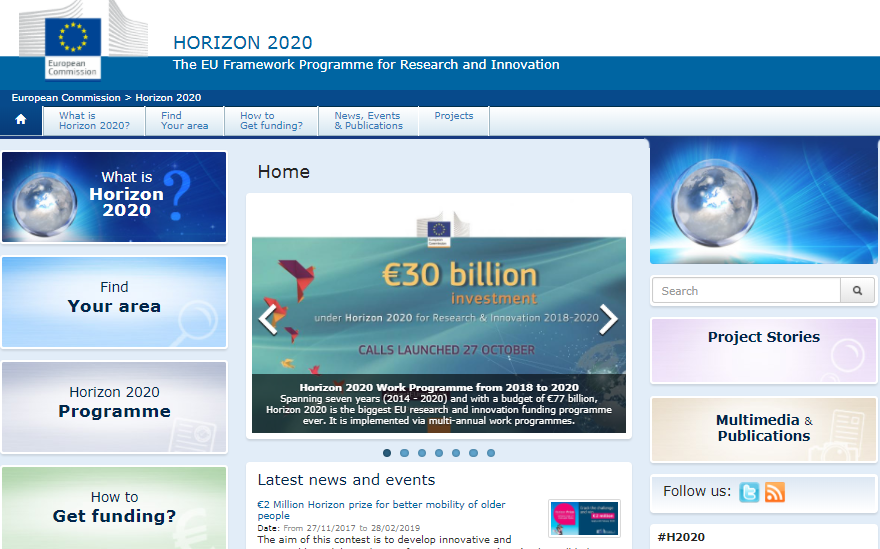 European
Commission
HORIZON 2020
The EU Framework Programme for Research and Innovation
European Commission > Horizon 2020
What is
Horizon 2020?
Find
Your area
How to
Get funding?
News, Events
& Publications
Projects
What is
Horizon
2020
?
Find
Your area
Horizon 2020
Programme
How to
Get funding?
Home
European
Commission
€30 billion
investment
under Horizon 2020 for Research & Innovation 2018-2020
CALLS LAUNCHED 27 OCTOBER
Horizon 2020 Work Programme from 2018 to 2020
Spanning seven years (2014 - 2020) and with a budget of €77 billion,
Horizon 2020 is the biggest EU research and innovation funding programme
ever. It is implemented via multi-annual work programmes.
Latest news and events
€2 Million Horizon prize for better mobility of older
people
Date: From 27/11/2017 to 28/02/2019
The aim of this contest is to develop innovative and
Search
Project Stories
Multimedia &
Publications
Follow us:
#H2020